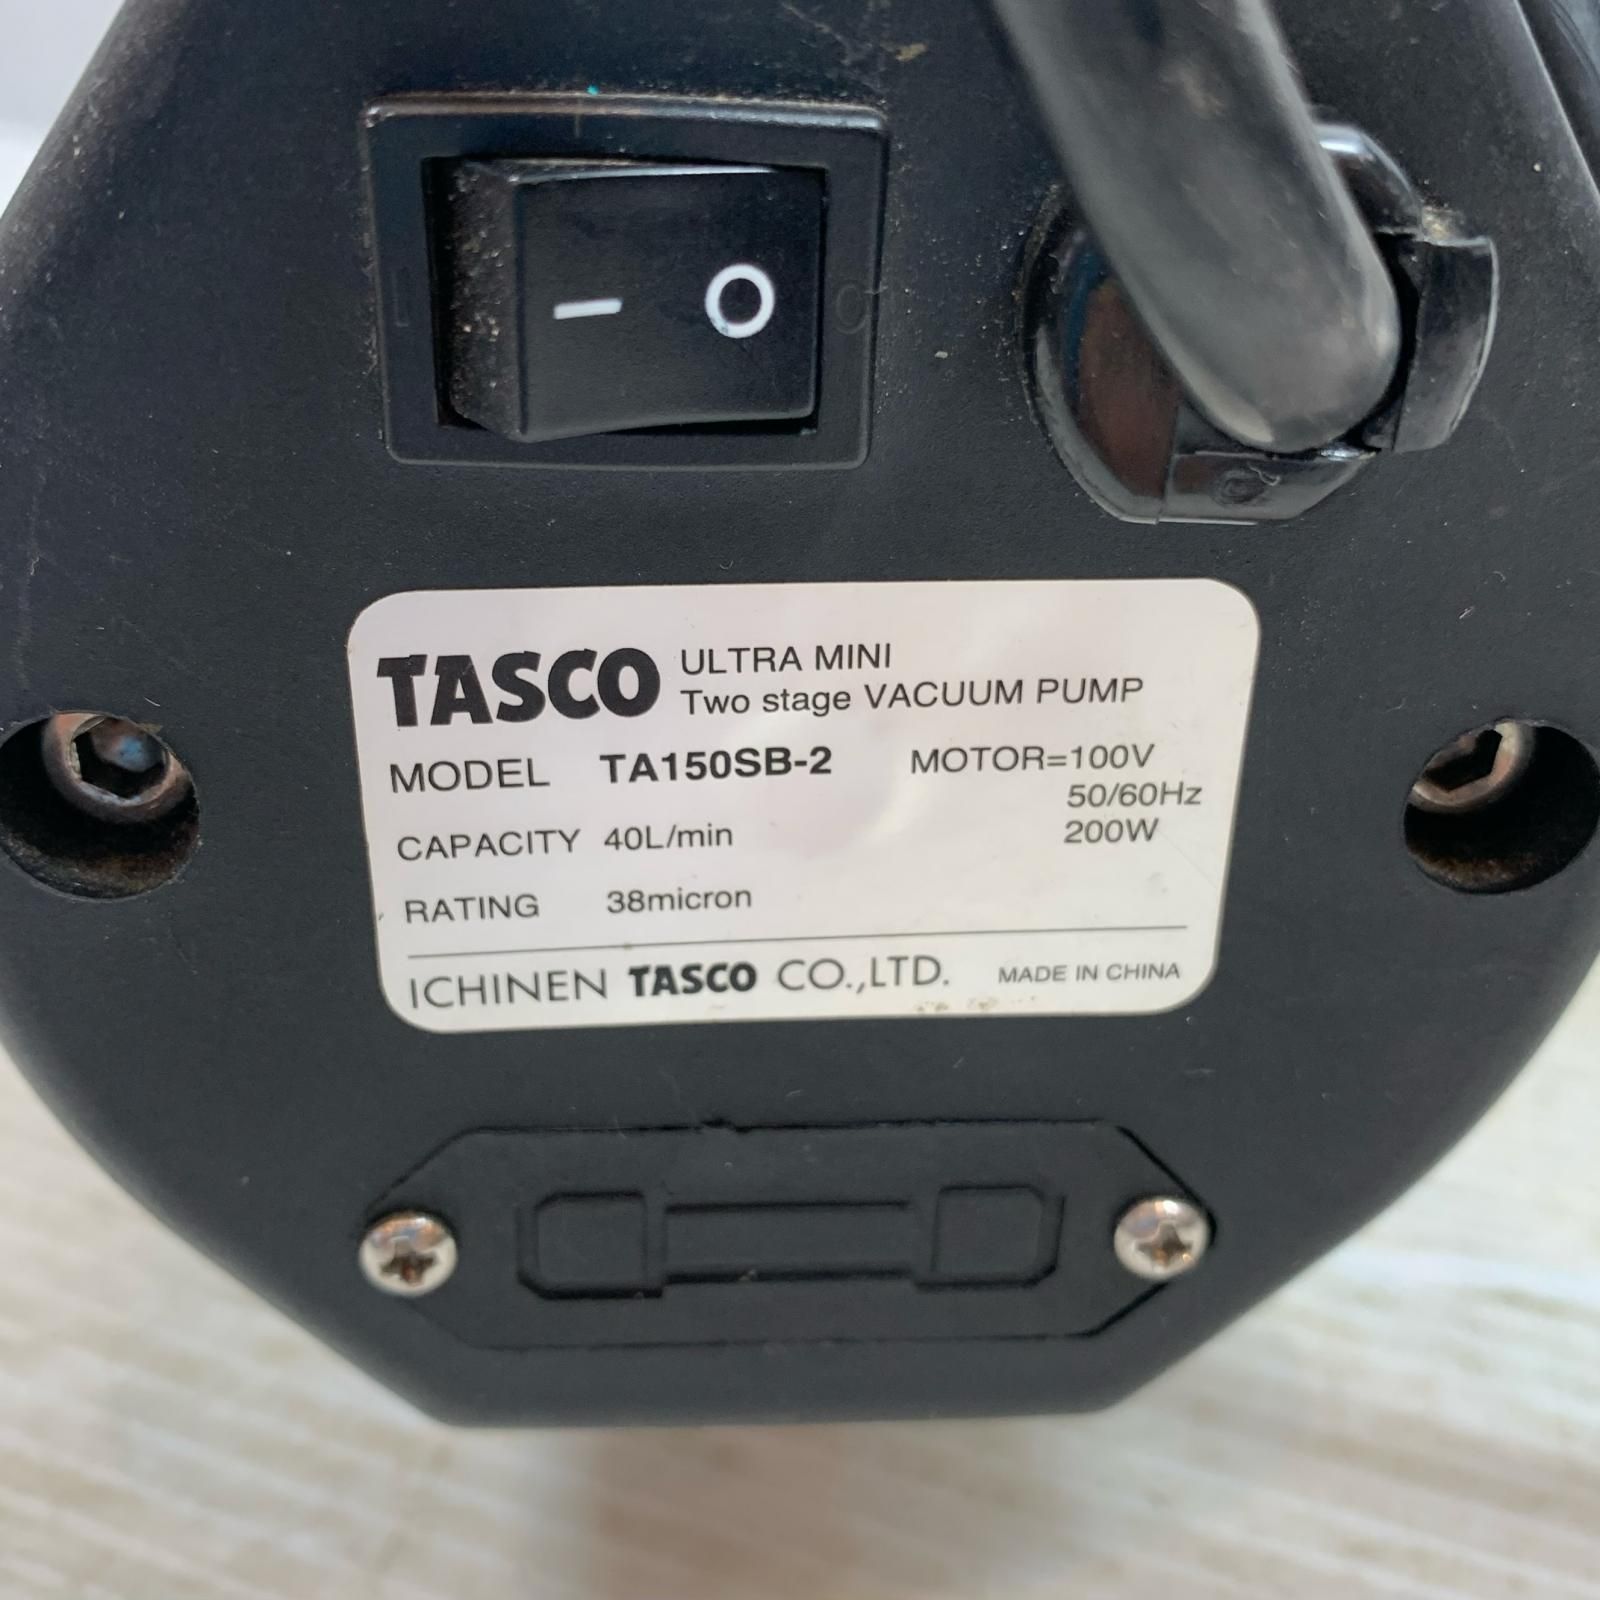 — O
TASCO ULTRA MINI
Two stage VACUUM PUMP
MODEL TA150SB-2 MOTOR=100V
50/60Hz
CAPACITY 40L/min 200W
RATING 38micron
ICHINEN TASCO CO.,LTD. MADE IN CHINA